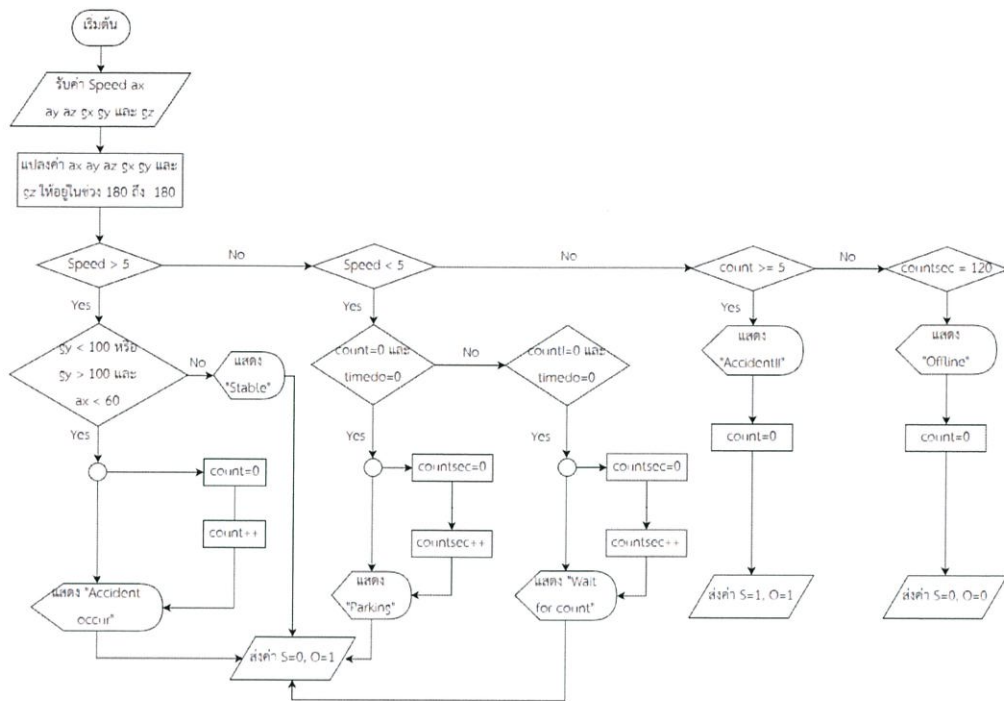 เริ่มต้น
รับค่า Speed ax
ay az gx gy และ gz
แปลงค่า ax ay az gx gy และ
gz ให้อยู่ในช่วง 180 ถึง 180
Speed > 5
No
Speed < 5
No
count >= 5
No
countsec = 120
Yes
Yes
Yes
Yes
gy < 100 หรือ
gy > 100 และ
ax < 60
No
แสดง
"Stable"
count=0 และ
timedo=0
No
count!=0 และ
timedo=0
แสดง
"Accident!!"
แสดง
"Offline"
Yes
Yes
Yes
count=0
count=0
count=0
countsec=0
countsec=0
count++
countsec++
countsec++
แสดง "Accident
occur"
แสดง
"Parking"
แสดง "Wait
for count"
ส่งค่า S=1, O=1
ส่งค่า S=0, O=0
ส่งค่า S=0, O=1